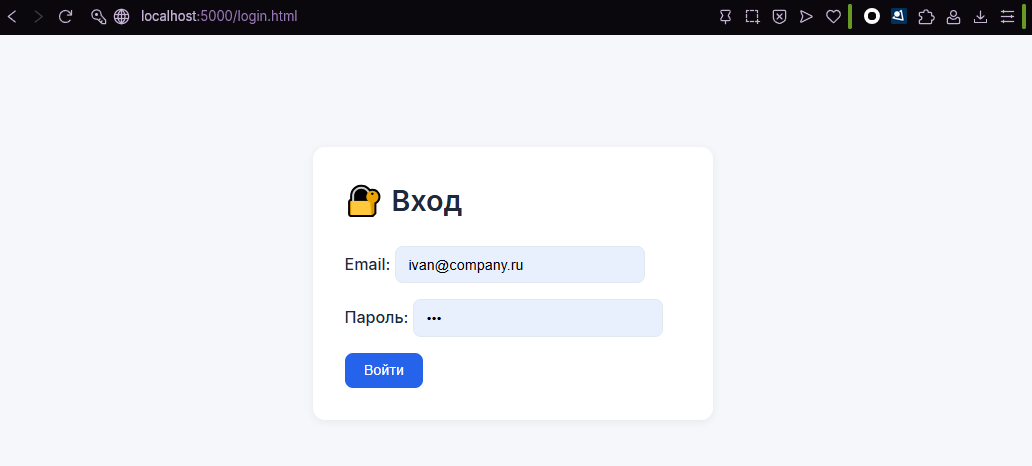 localhost:5000/login.html
🔐 Вход
Email: ivan@company.ru
Пароль: •••
Войти